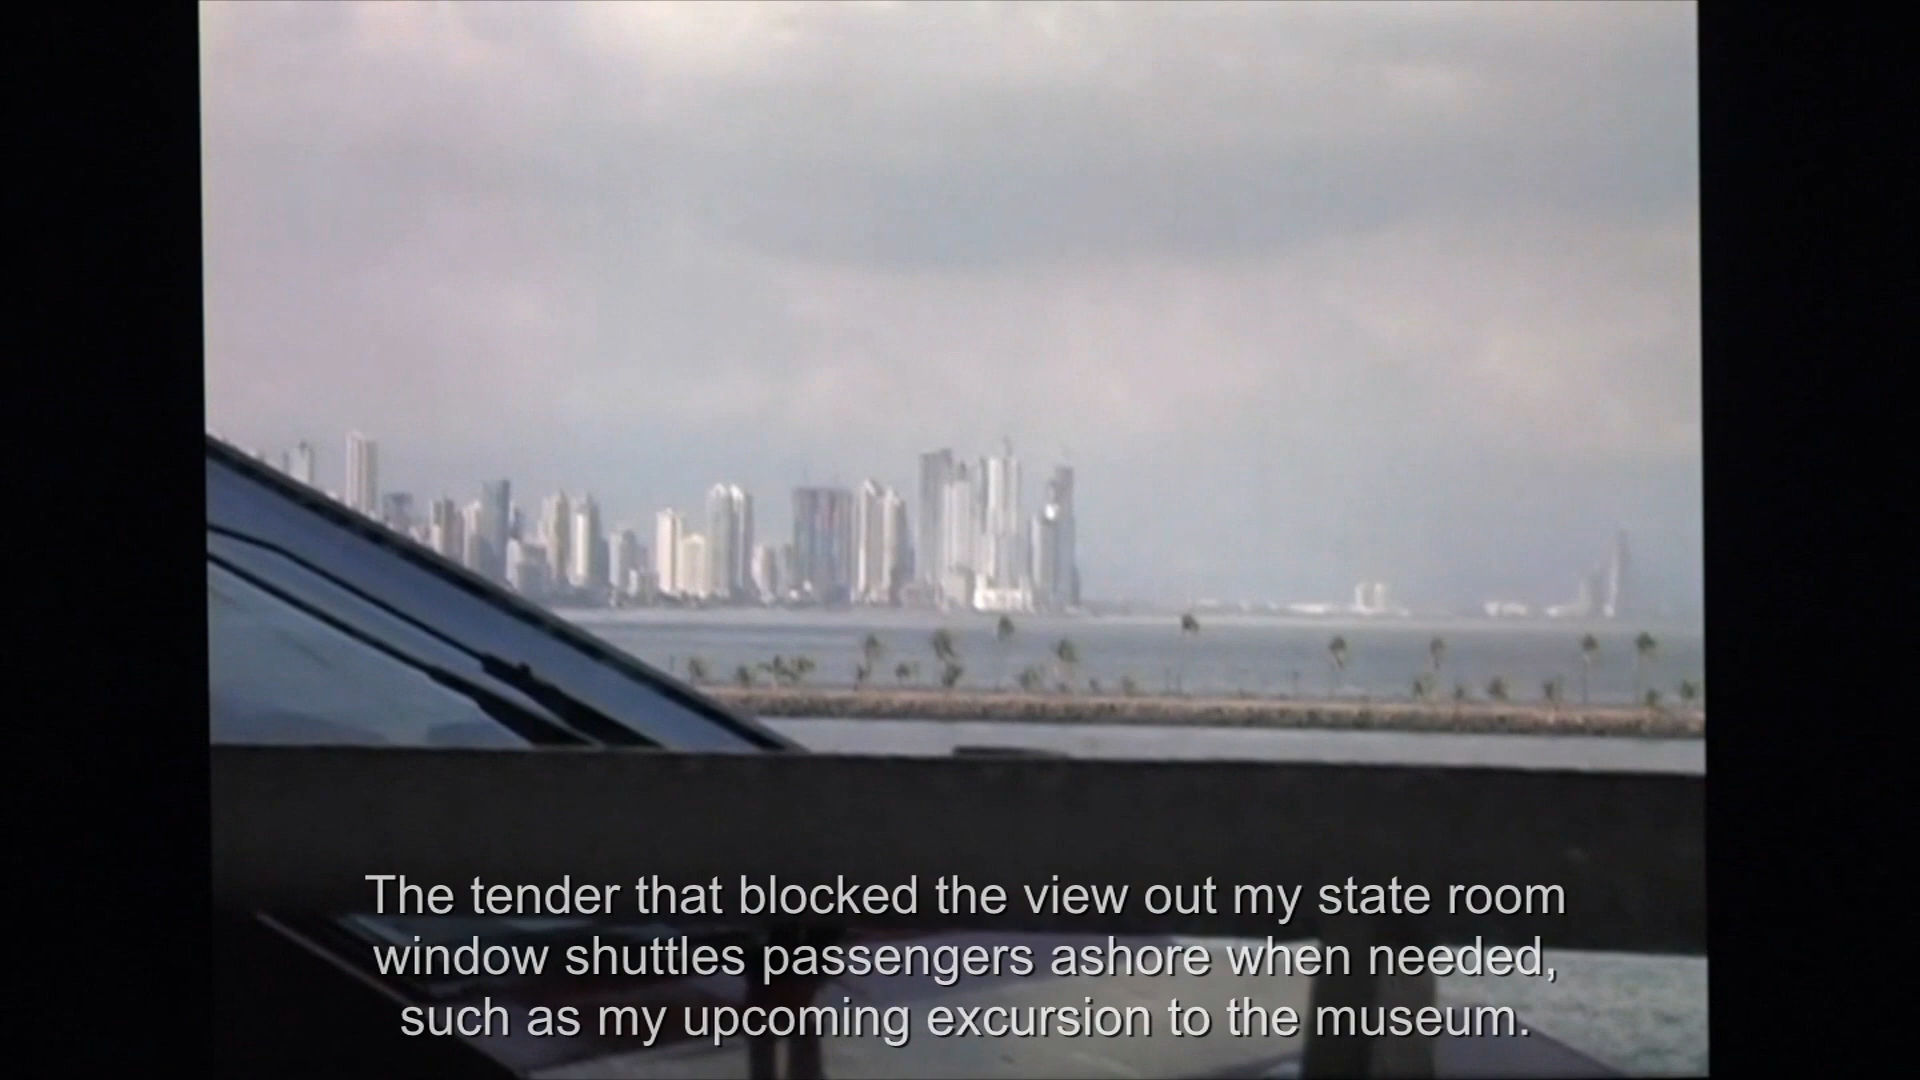 The tender that blocked the view out my state room
window shuttles passengers ashore when needed,
such as my upcoming excursion to the museum.